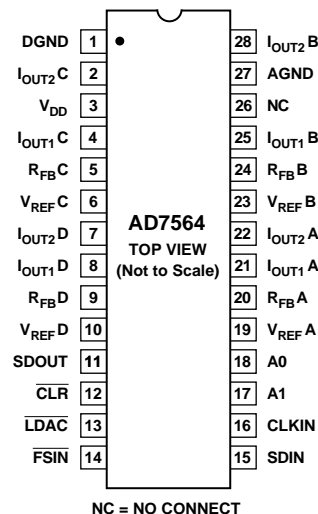 DGND 1
IOUT2C 2
VDD 3
IOUT1C 4
RFBC 5
VREFC 6
IOUT2D 7
IOUT1D 8
RFBD 9
VREFD 10
SDOUT 11
CLR 12
LDAC 13
FSIN 14
AD7564
TOP VIEW
(Not to Scale)
28 IOUT2B
27 AGND
26 NC
25 IOUT1B
24 RFBB
23 VREFB
22 IOUT2A
21 IOUT1A
20 RFBA
19 VREFA
18 A0
17 A1
16 CLKIN
15 SDIN
NC = NO CONNECT